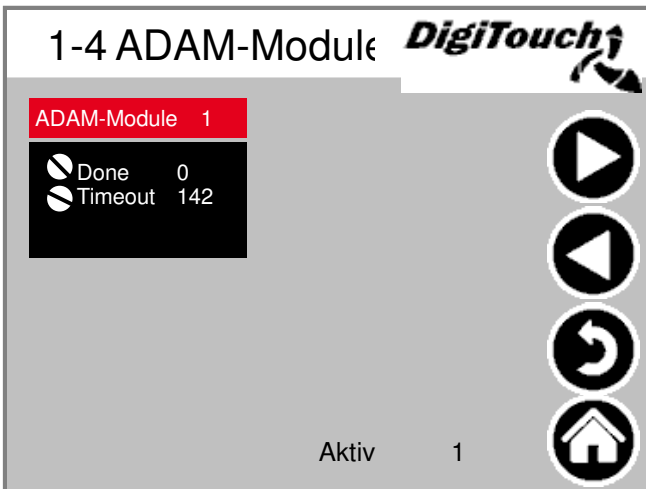 1-4 ADAM-Module
DigiTouch
ADAM-Module 1
Done 0
Timeout 142
Aktiv 1